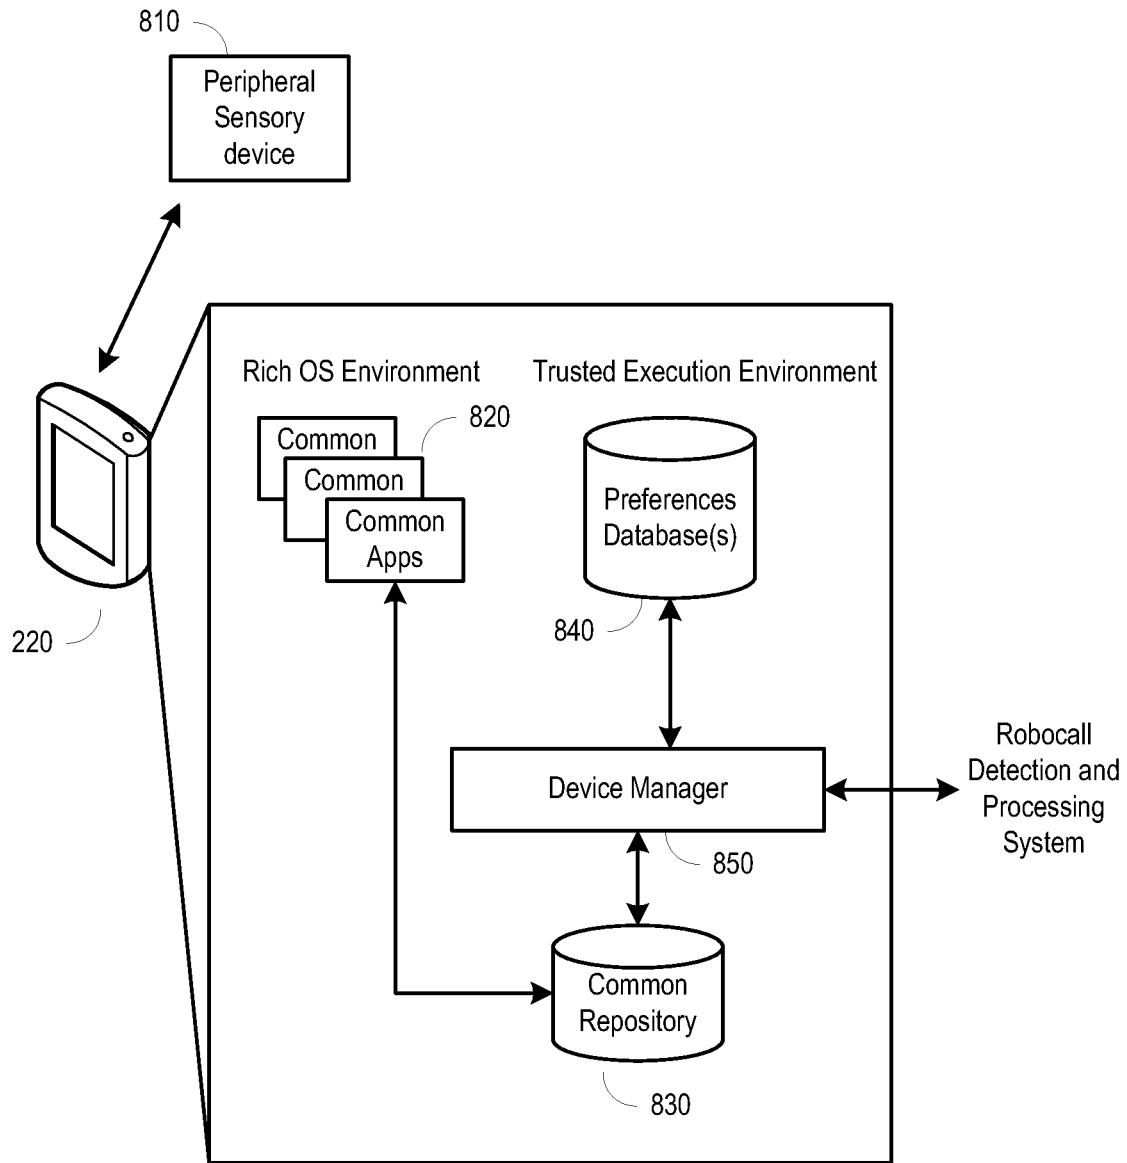 810
Peripheral
Sensory
device
Rich OS Environment
Trusted Execution Environment
820
Common
Common
Common
Apps
Preferences
Database(s)
840
220
Device Manager
850
Robocall
Detection and
Processing
System
Common
Repository
830